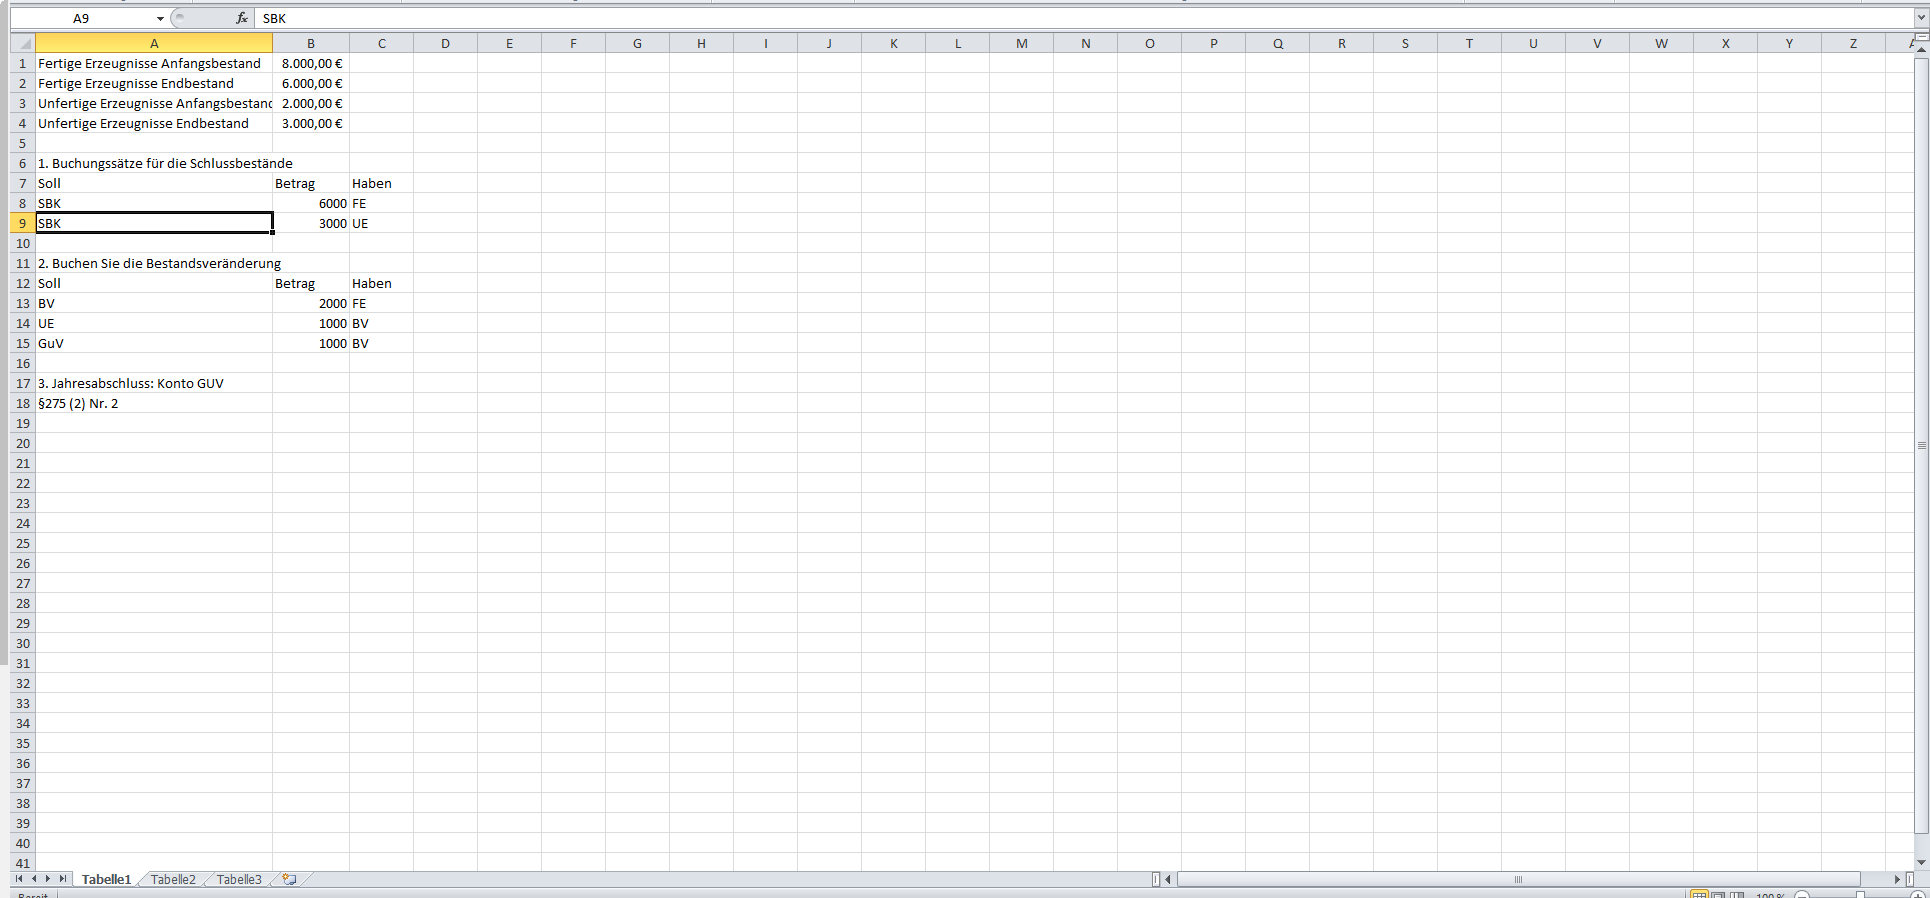 A9 fx SBK
A B C D E F G H I J K L M N O P Q R S T U V W X Y Z
1 Fertige Erzeugnisse Anfangsbestand 8.000,00 €
2 Fertige Erzeugnisse Endbestand 6.000,00 €
3 Unfertige Erzeugnisse Anfangsbestand 2.000,00 €
4 Unfertige Erzeugnisse Endbestand 3.000,00 €
5
6 1. Buchungssätze für die Schlussbestände
7 Soll Betrag Haben
8 SBK 6000 FE
9 SBK 3000 UE
10
11 2. Buchen Sie die Bestandsveränderung
12 Soll Betrag Haben
13 BV 2000 FE
14 UE 1000 BV
15 GuV 1000 BV
16
17 3. Jahresabschluss: Konto GUV
18 §275 (2) Nr. 2
19
20
21
22
23
24
25
26
27
28
29
30
31
32
33
34
35
36
37
38
39
40
41
Tabelle1 Tabelle2 Tabelle3
Bereit 100 %